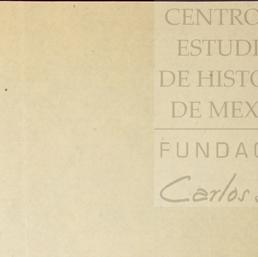 CENTRO
ESTUDI
DE HISTO
DE MEX
FUNDAC
Carlos